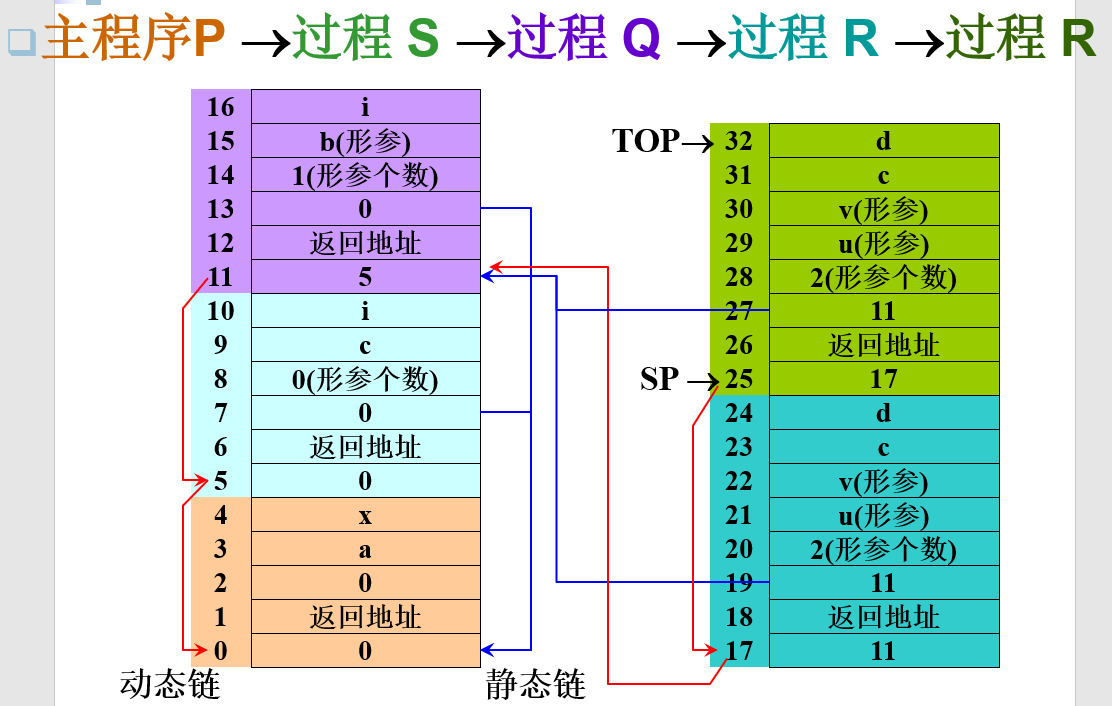 主程序P →过程 S →过程 Q →过程 R →过程 R
16 i
15 b(形参)
14 1(形参个数)
13 0
12 返回地址
11 5
10 i
9 c
8 0(形参个数)
7 0
6 返回地址
5 0
4 x
3 a
2 0
1 返回地址
0 0
动态链
静态链
TOP→ 32 d
31 c
30 v(形参)
29 u(形参)
28 2(形参个数)
27 11
26 返回地址
SP → 25 17
24 d
23 c
22 v(形参)
21 u(形参)
20 2(形参个数)
19 11
18 返回地址
17 11